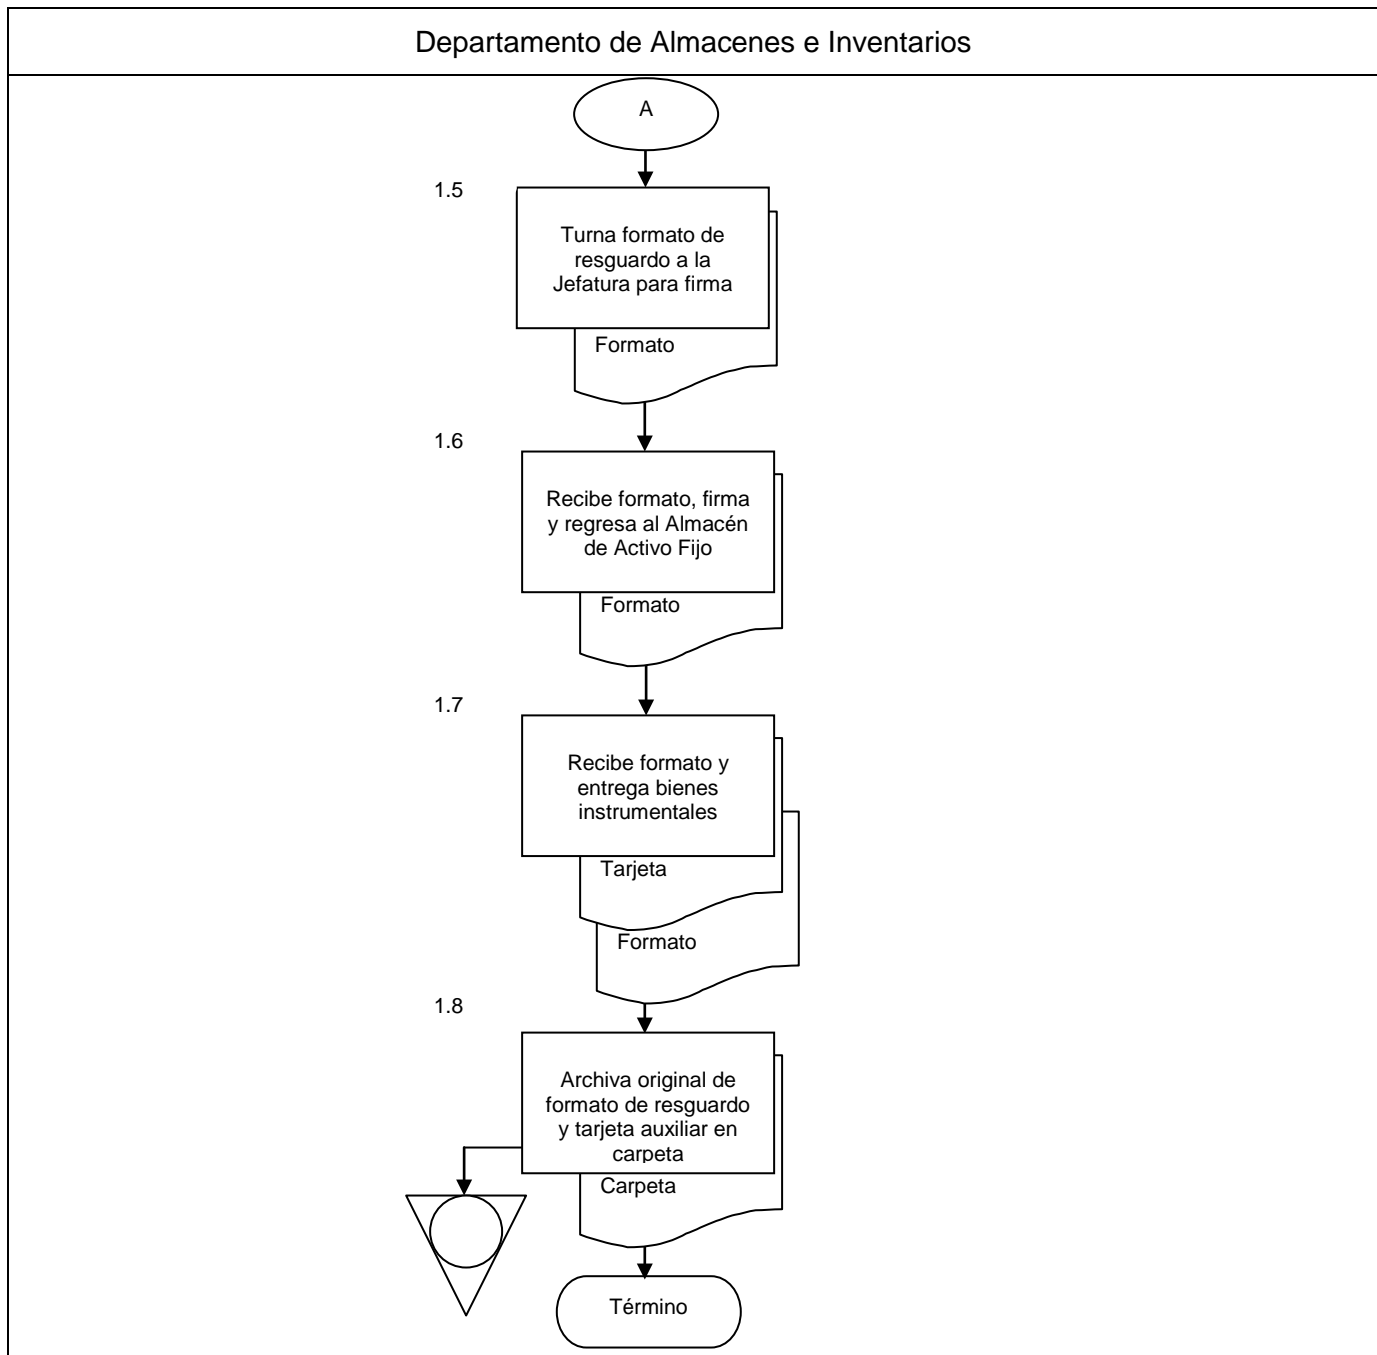 Departamento de Almacenes e Inventarios
A
1.5
Turna formato de
resguardo a la
Jefatura para firma
Formato
1.6
Recibe formato, firma
y regresa al Almacén
de Activo Fijo
Formato
1.7
Recibe formato y
entrega bienes
instrumentales
Tarjeta
Formato
1.8
Archiva original de
formato de resguardo
y tarjeta auxiliar en
carpeta
Carpeta
Término